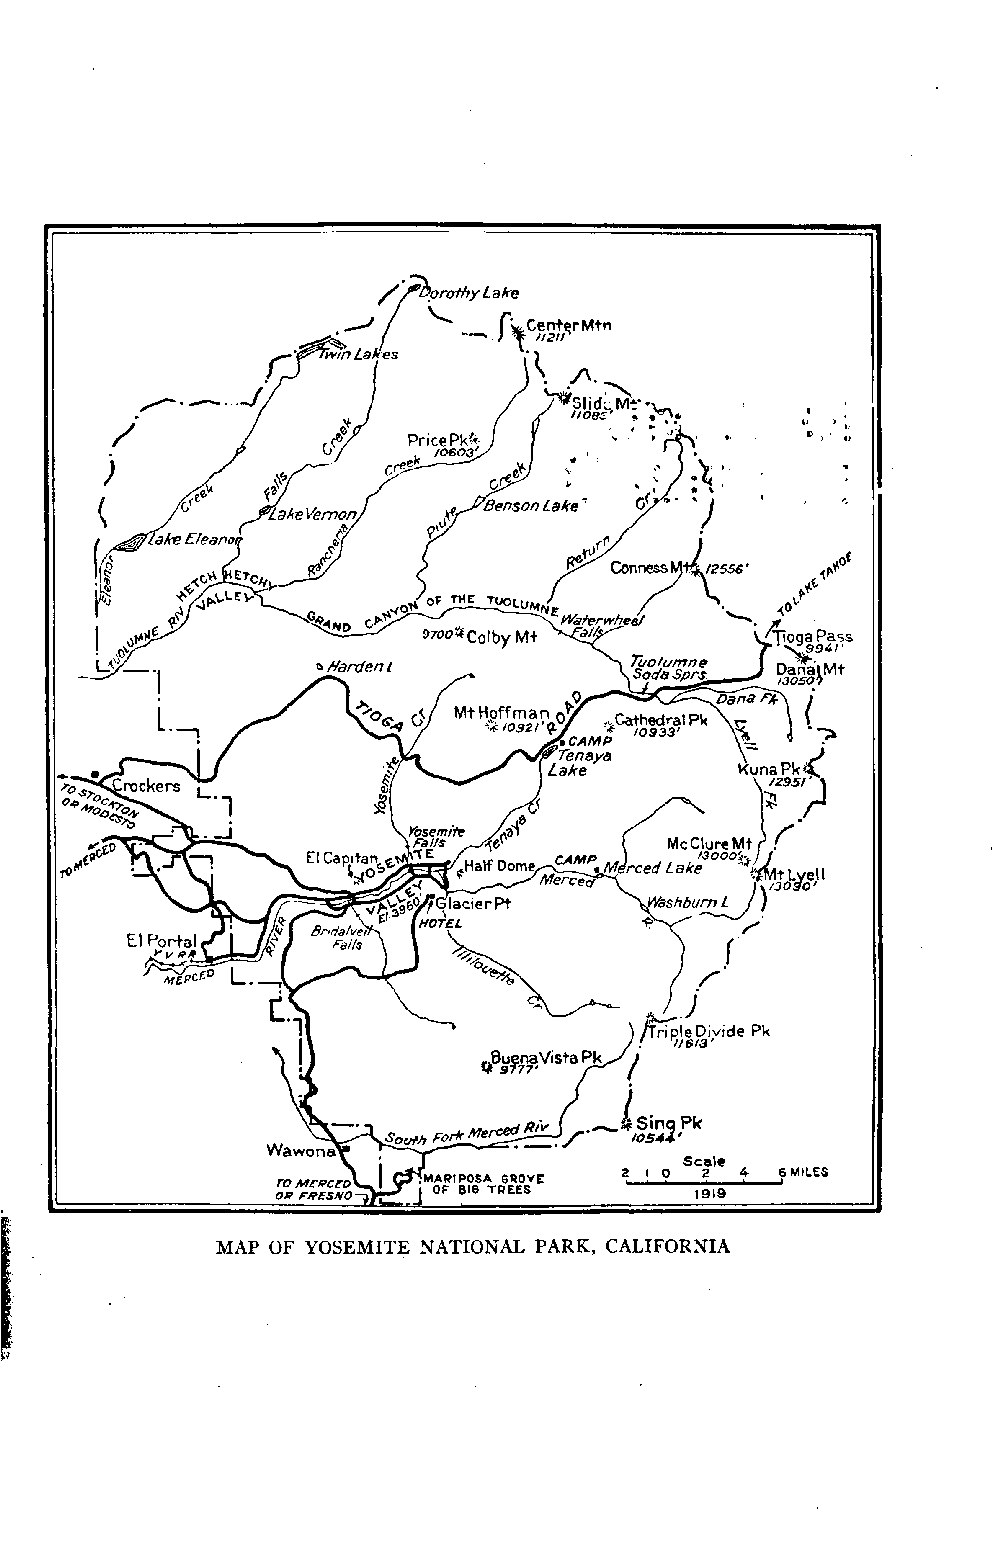 Dorothy Lake
Center Mtn
11211'
Twin Lakes
Slide Mt
Price Pk
10603'
Creek
Falls
Creek
Creek
Creek
Lake Vernon
Rancheria
Piute
Benson Lake
Return
Cr
Lake Eleanor
Eleanor
Creek
Conness Mt 12556'
TO LAKE TAHOE
HETCH HETCHY
VALLEY
TUOLUMNE RIV
GRAND CANYON OF THE TUOLUMNE
Waterwheel
Falls
9700' Colby Mt
Tioga Pass
9941'
Dana Mt
13050'
Harden L
Tuolumne
Soda Sprs.
Dana Fk
TIOGA
ROAD
Cr
Mt Hoffman
10921'
Cathedral Pk
10933'
Lyell
Fk
CAMP
Tenaya
Lake
Kuna Pk
12951'
Crockers
TO STOCKTON
OR MODESTO
Yosemite
Tenaya Cr
TO MERCED
Yosemite
Falls
El Capitan
YOSEMITE
VALLEY
El. 3960
Half Dome
CAMP
Merced Lake
Merced
R
McClure Mt
13000'
Mt Lyell
13090'
Glacier Pt
HOTEL
Washburn L
El Portal
Y V R R
MERCED
RIVER
Bridalveil
Falls
Illilouette
Cr
Triple Divide Pk
11613'
Buena Vista Pk
9777'
Sing Pk
10544'
South Fork Merced Riv
Wawona
TO MERCED
OR FRESNO
MARIPOSA GROVE
OF BIG TREES
Scale
2 1 0 2 4 6 MILES
1919
MAP OF YOSEMITE NATIONAL PARK, CALIFORNIA